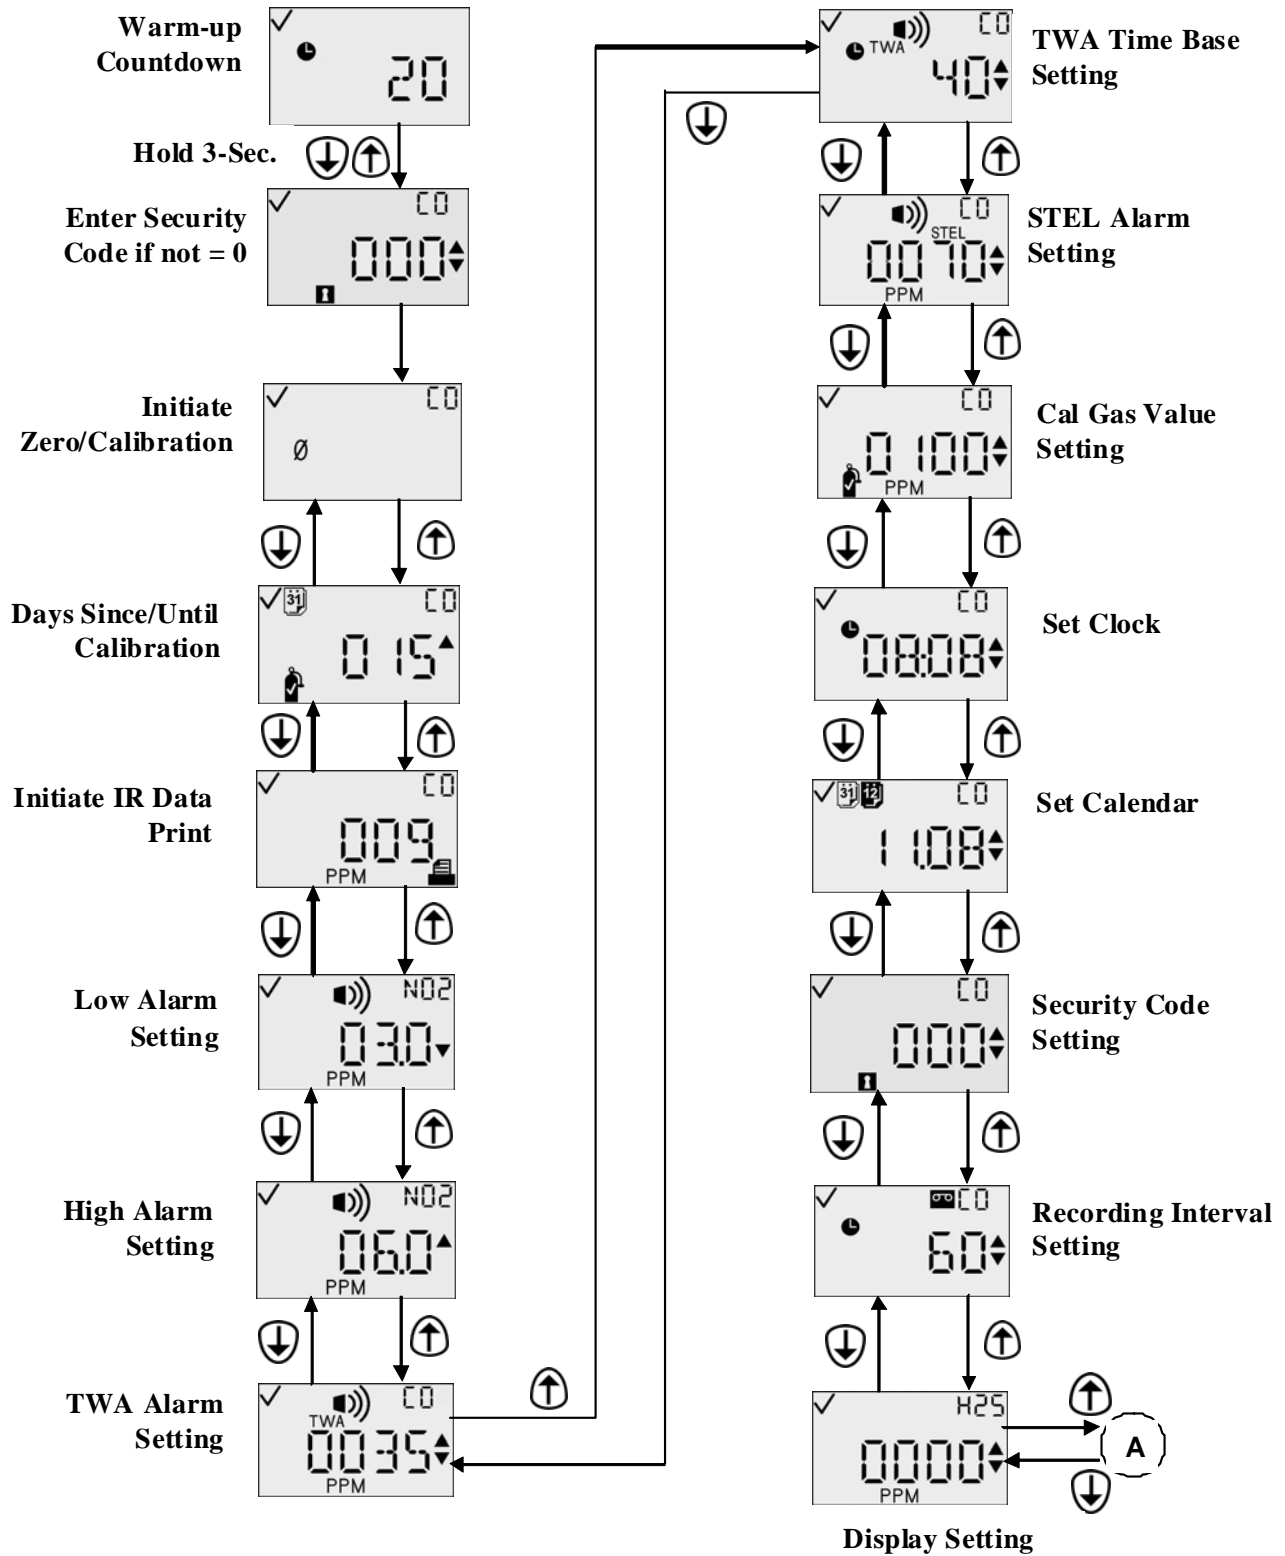 Warm-up
Countdown
20
Hold 3-Sec.
Enter Security
Code if not = 0
CO
000
Initiate
Zero/Calibration
CO
Ø
Days Since/Until
Calibration
31
CO
015
Initiate IR Data
Print
CO
009
PPM
Low Alarm
Setting
NO2
03.0
PPM
High Alarm
Setting
NO2
06.0
PPM
TWA Alarm
Setting
CO
TWA
0035
PPM
CO
TWA
40
TWA Time Base
Setting
CO
STEL
0070
PPM
STEL Alarm
Setting
CO
0100
PPM
Cal Gas Value
Setting
CO
08:08
Set Clock
31 12
CO
11.08
Set Calendar
CO
000
Security Code
Setting
CO
60
Recording Interval
Setting
H2S
0000
PPM
A
Display Setting